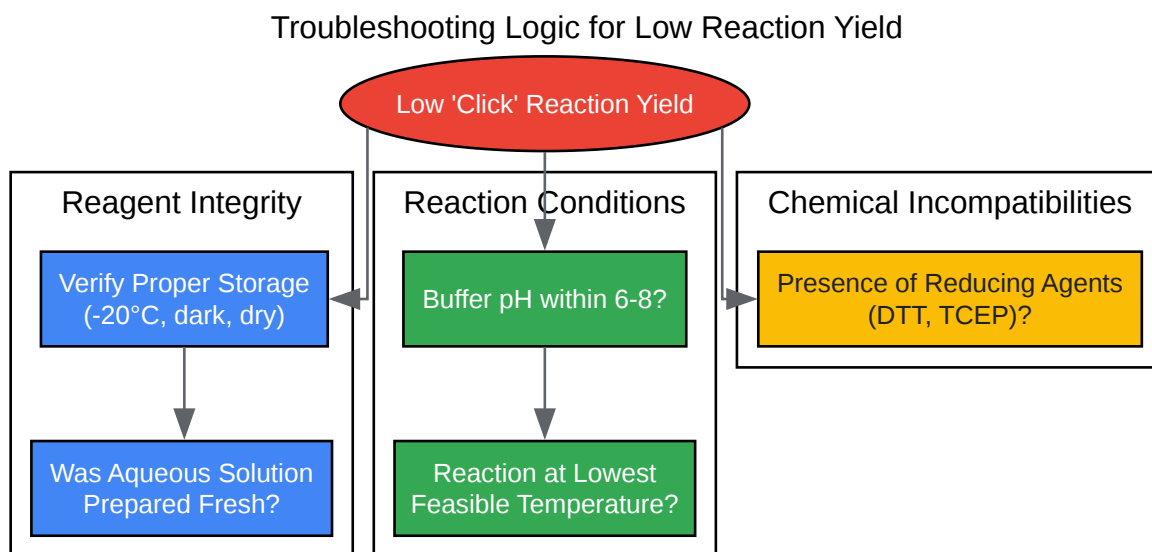 Troubleshooting Logic for Low Reaction Yield
Low 'Click' Reaction Yield
Reagent Integrity
Verify Proper Storage
(-20°C, dark, dry)
Was Aqueous Solution
Prepared Fresh?
Reaction Conditions
Buffer pH within 6-8?
Reaction at Lowest
Feasible Temperature?
Chemical Incompatibilities
Presence of Reducing Agents
(DTT, TCEP)?